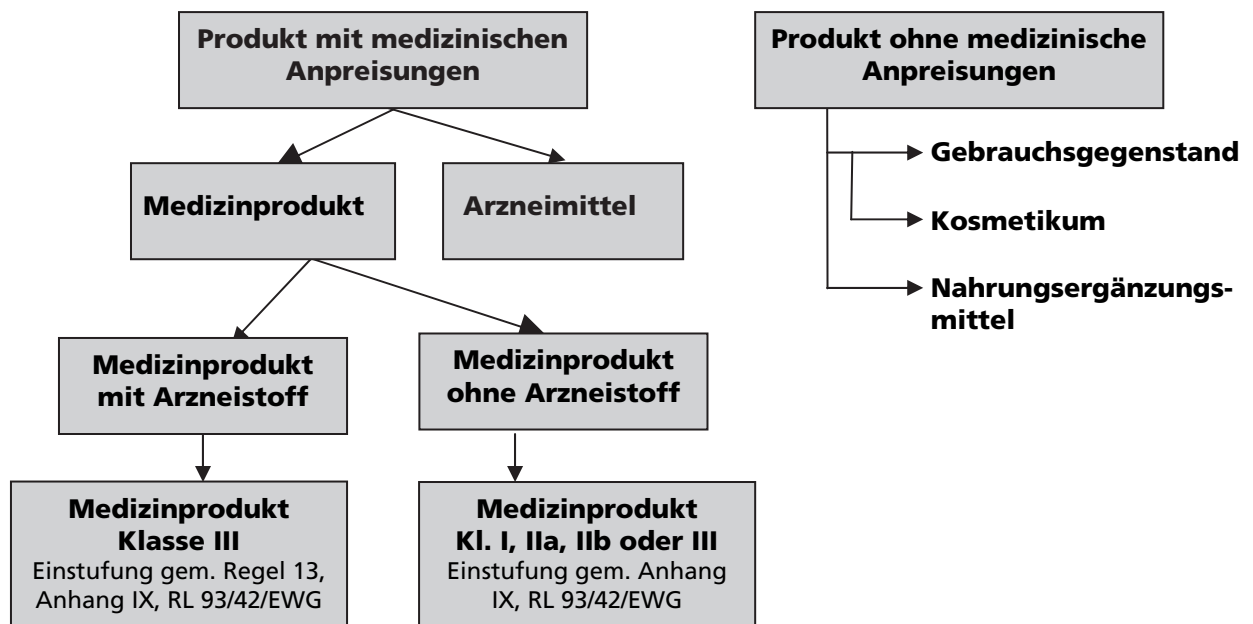 Produkt mit medizinischen
Anpreisungen
Produkt ohne medizinische
Anpreisungen
Gebrauchsgegenstand
Kosmetikum
Nahrungsergänzungs-
mittel
Medizinprodukt
Arzneimittel
Medizinprodukt
mit Arzneistoff
Medizinprodukt
ohne Arzneistoff
Medizinprodukt
Klasse III
Einstufung gem. Regel 13,
Anhang IX, RL 93/42/EWG
Medizinprodukt
Kl. I, IIa, IIb oder III
Einstufung gem. Anhang
IX, RL 93/42/EWG